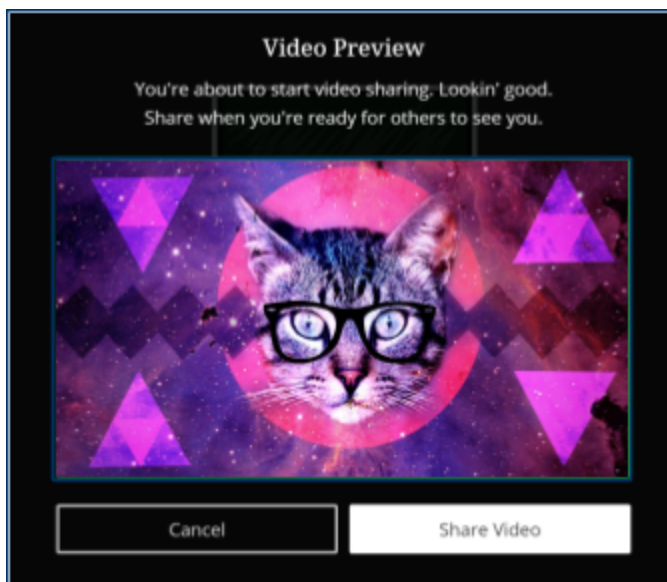 Video Preview
You're about to start video sharing. Lookin' good.
Share when you're ready for others to see you.
Cancel
Share Video